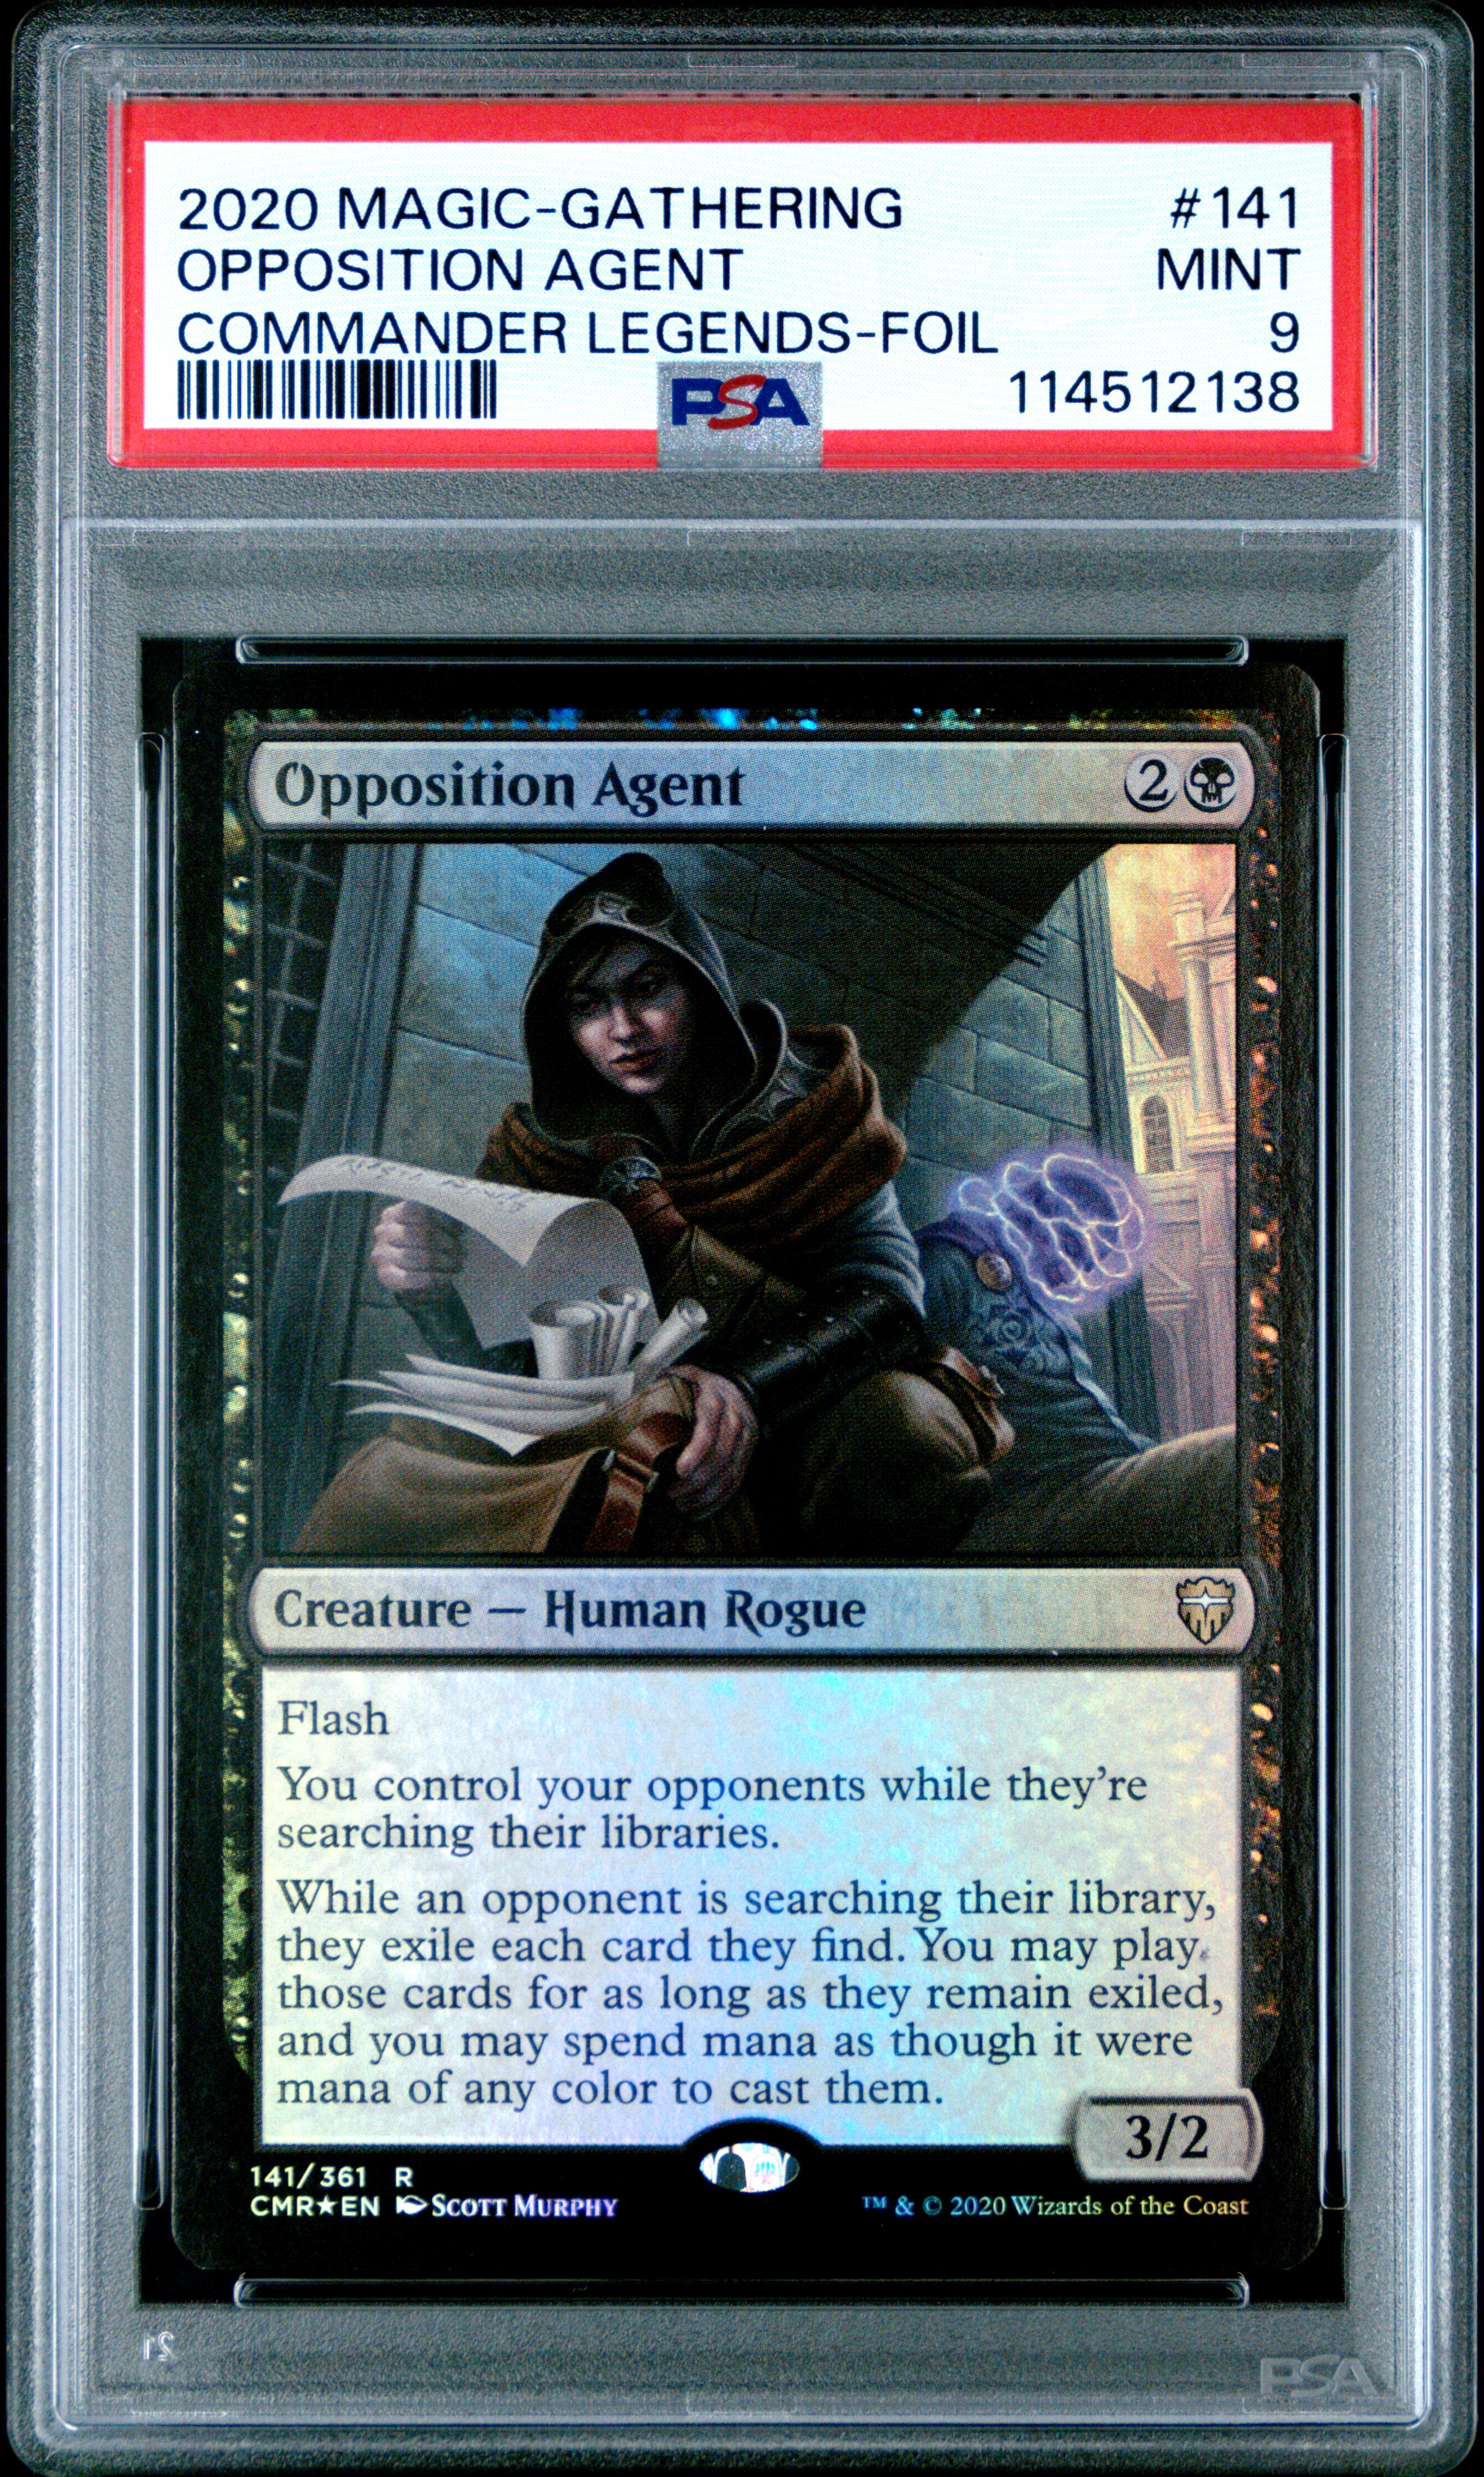 2020 MAGIC-GATHERING #141
OPPOSITION AGENT MINT
COMMANDER LEGENDS-FOIL 9
PSA 114512138
Opposition Agent 2
Creature — Human Rogue
Flash
You control your opponents while they're
searching their libraries.
While an opponent is searching their library,
they exile each card they find. You may play
those cards for as long as they remain exiled,
and you may spend mana as though it were
mana of any color to cast them.
3/2
141/361 R
CMR★EN Scott Murphy ™ & © 2020 Wizards of the Coast
21
PSA